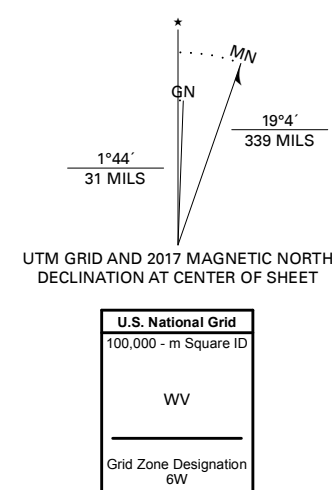 ★
MN
GN
19°4´
339 MILS
1°44´
31 MILS
UTM GRID AND 2017 MAGNETIC NORTH
DECLINATION AT CENTER OF SHEET
U.S. National Grid
100,000 - m Square ID
WV
Grid Zone Designation
6W